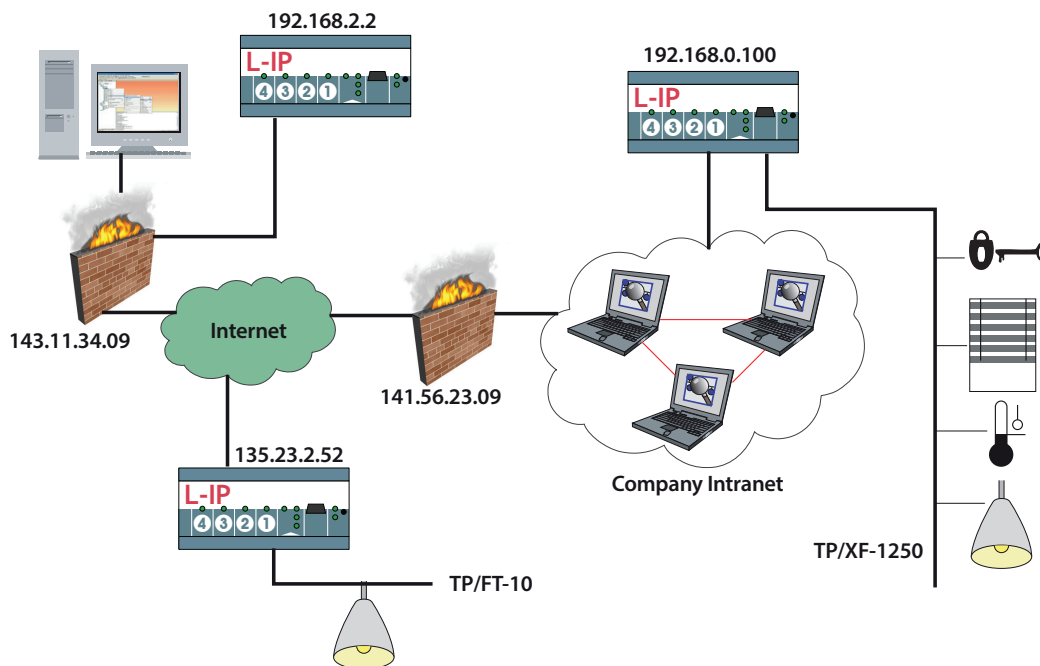 192.168.2.2
L-IP
4 3 2 1
192.168.0.100
L-IP
4 3 2 1
143.11.34.09
Internet
141.56.23.09
Company Intranet
135.23.2.52
L-IP
4 3 2 1
TP/FT-10
TP/XF-1250